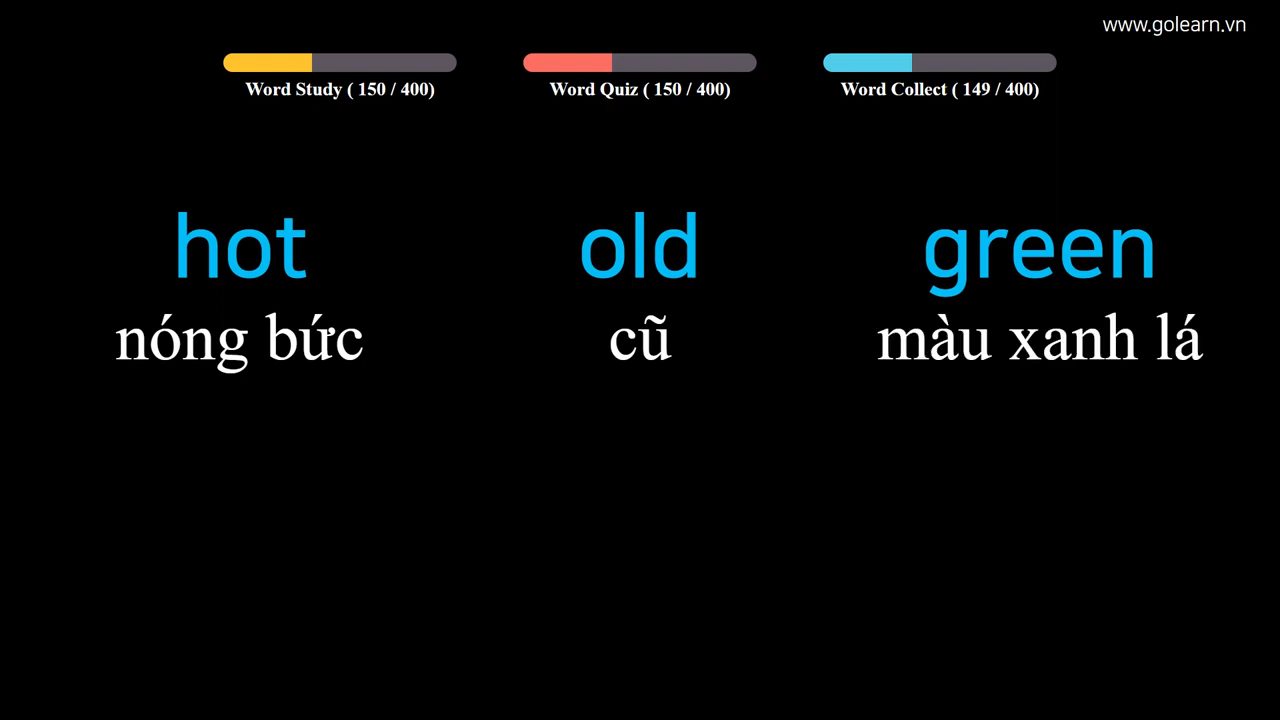 www.golearn.vn
Word Study ( 150 / 400)
Word Quiz ( 150 / 400)
Word Collect ( 149 / 400)
hot
old
green
nóng bức
cũ
màu xanh lá